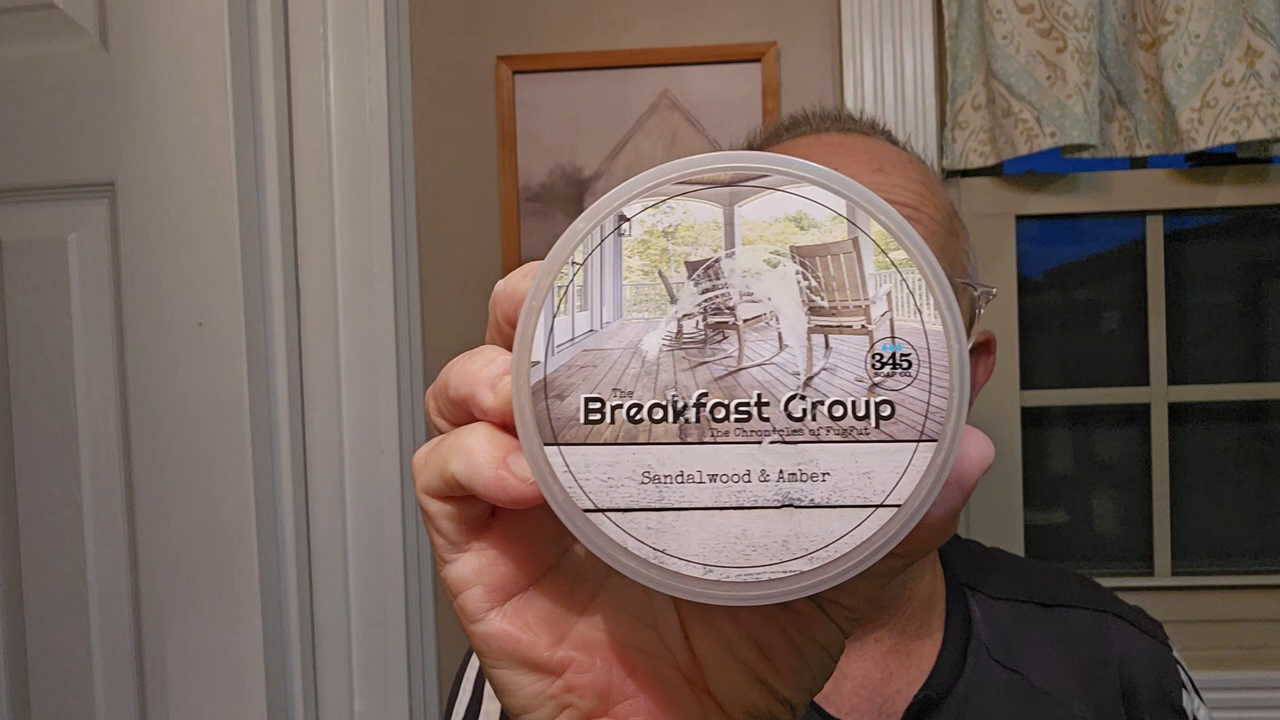 345
SOAP CO.
The
Breakfast Group
The Chronicles of FugFut
Sandalwood & Amber